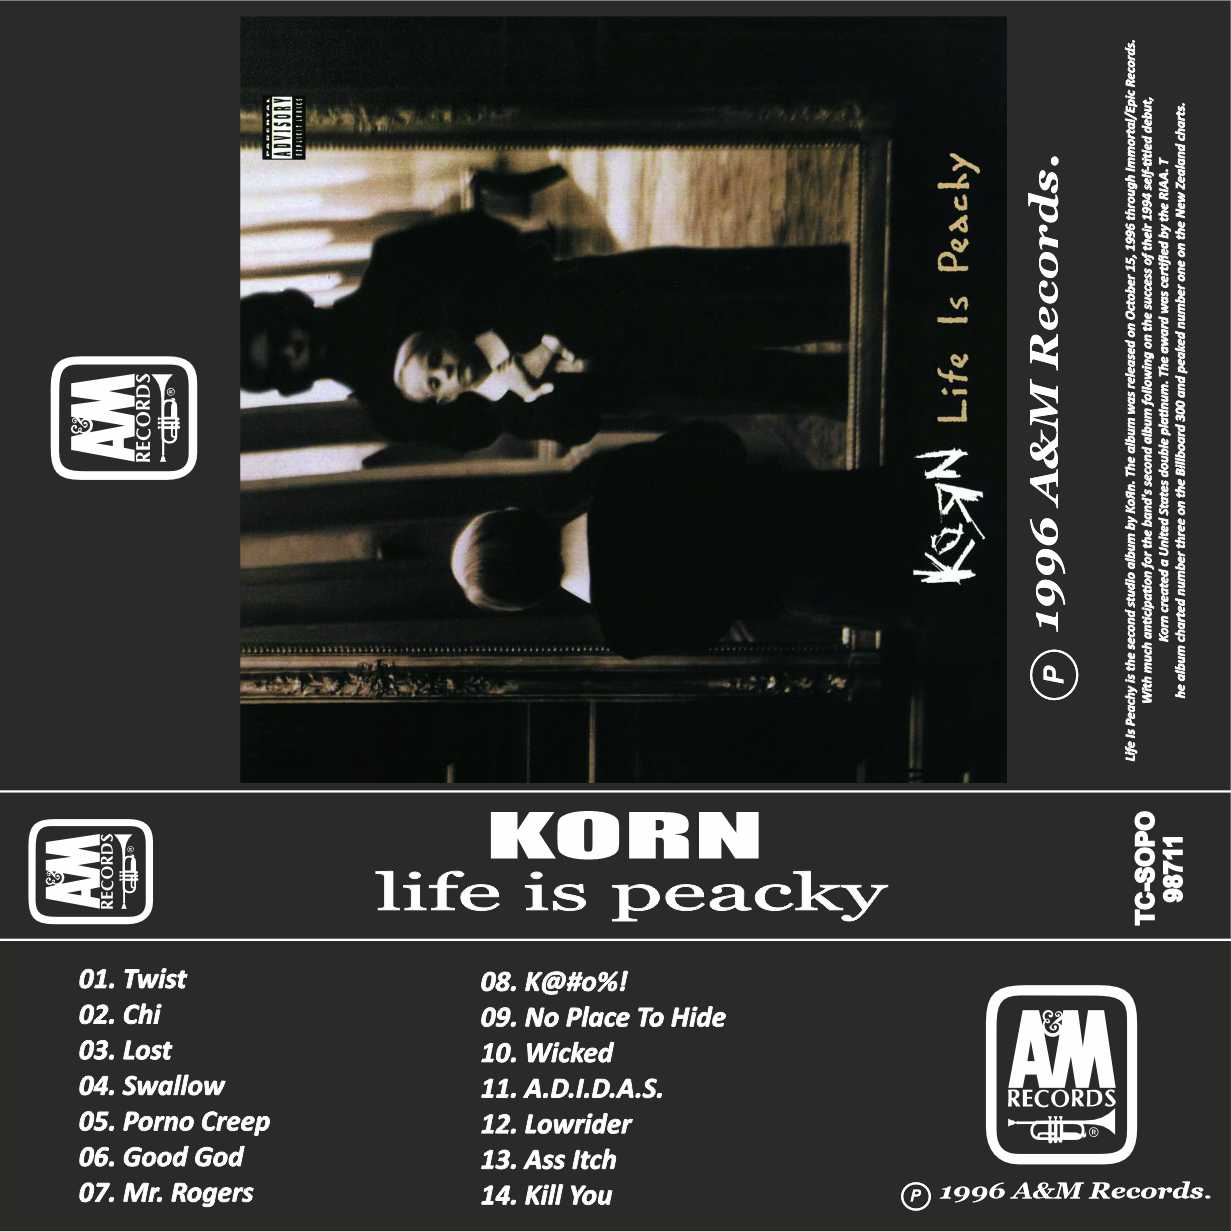 PARENTAL
ADVISORY
EXPLICIT LYRICS
KoЯN Life Is Peachy
A&M
RECORDS
®
P 1996 A&M Records.
Life Is Peachy is the second studio album by KoЯn. The album was released on October 15, 1996 through Immortal/Epic Records.
With much anticipation for the band's second album following on the success of their 1994 self-titled debut,
Korn created a United States double platinum. The award was certified by the RIAA. T
he album charted number three on the Billboard 300 and peaked number one on the New Zealand charts.
A&M
RECORDS
®
KORN
life is peacky
TC-SOPO
98711
01. Twist
02. Chi
03. Lost
04. Swallow
05. Porno Creep
06. Good God
07. Mr. Rogers
08. K@#o%!
09. No Place To Hide
10. Wicked
11. A.D.I.D.A.S.
12. Lowrider
13. Ass Itch
14. Kill You
A&M
RECORDS
®
P 1996 A&M Records.